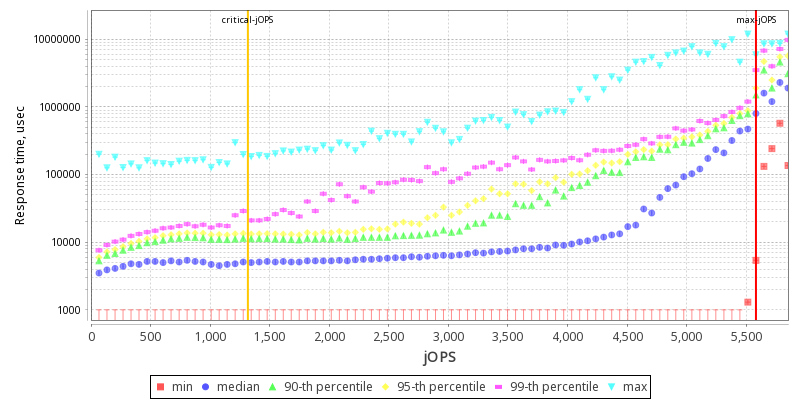 critical-jOPS max-jOPS
10000000
1000000
100000
10000
1000
Response time, usec
0 500 1,000 1,500 2,000 2,500 3,000 3,500 4,000 4,500 5,000 5,500
jOPS
min median 90-th percentile 95-th percentile 99-th percentile max